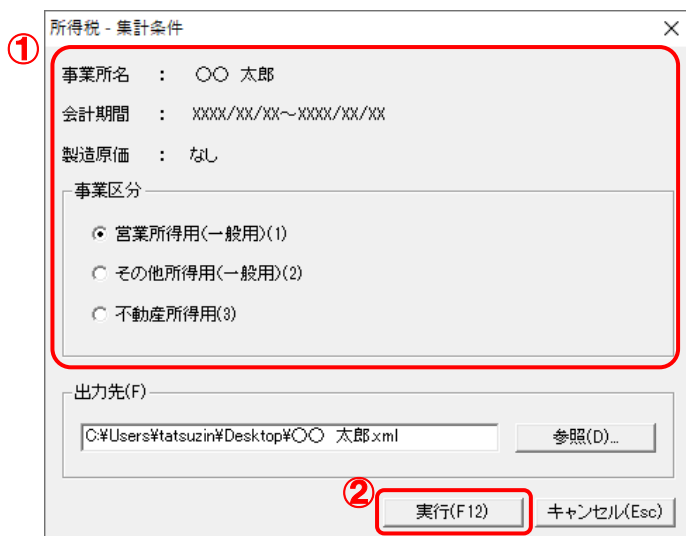 所得税 - 集計条件
①
事業所名 : 〇〇 太郎
会計期間 : XXXX/XX/XX～XXXX/XX/XX
製造原価 : なし
事業区分
営業所得用(一般用)(1)
その他所得用(一般用)(2)
不動産所得用(3)
出力先(F)
C:¥Users¥tatsuzin¥Desktop¥〇〇 太郎.xml 参照(D)...
②
実行(F12) キャンセル(Esc)